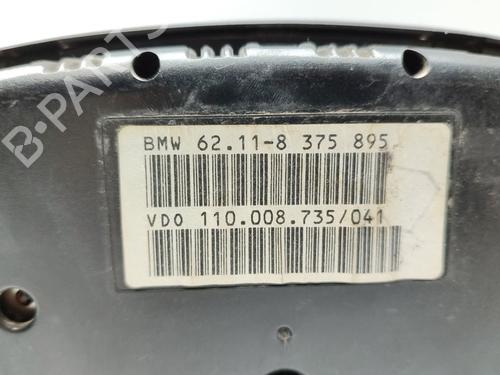 B-PARTS
BMW 62.11-8 375 895
VDO 110.008.735/041